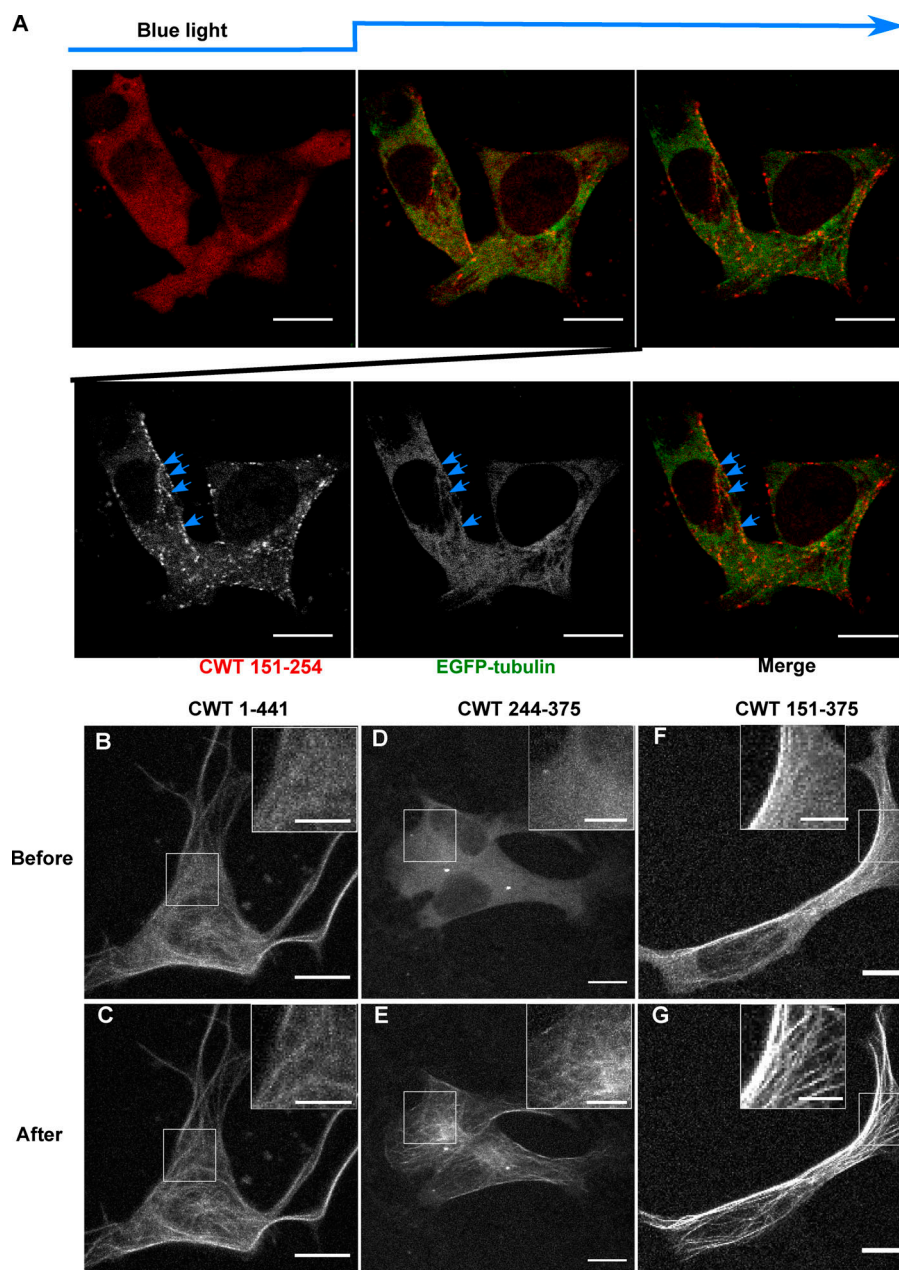 A
Blue light
CWT 151-254
EGFP-tubulin
Merge
CWT 1-441
CWT 244-375
CWT 151-375
B
D
F
Before
C
E
G
After